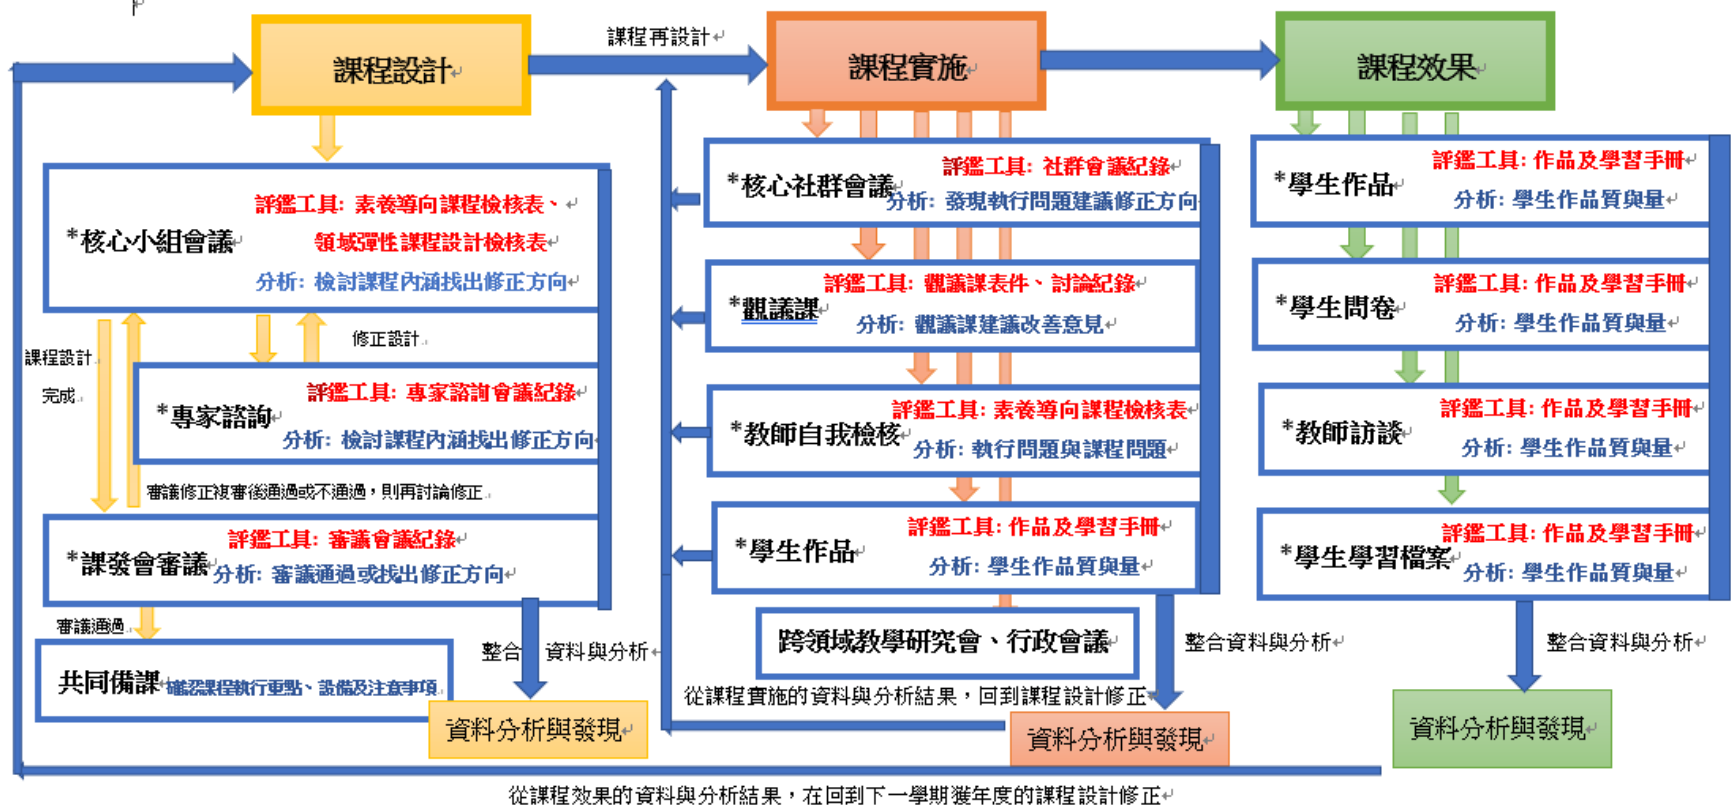 課程設計
課程再設計
課程實施
課程效果
*核心小組會議
評鑑工具: 素養導向課程檢核表、
領域彈性課程設計檢核表
分析: 檢討課程內涵找出修正方向
課程設計
完成
修正設計
*專家諮詢
評鑑工具: 專家諮詢會議紀錄
分析: 檢討課程內涵找出修正方向
審議修正複審後通過或不通過，則再討論修正
*課發會審議
評鑑工具: 審議會議紀錄
分析: 審議通過或找出修正方向
審議通過
共同備課 確認課程執行重點、設備及注意事項
整合 資料與分析
資料分析與發現
*核心社群會議
評鑑工具: 社群會議紀錄
分析: 發現執行問題建議修正方向
*觀議課
評鑑工具: 觀議課表件、討論紀錄
分析: 觀議課建議改善意見
*教師自我檢核
評鑑工具: 素養導向課程檢核表
分析: 執行問題與課程問題
*學生作品
評鑑工具: 作品及學習手冊
分析: 學生作品質與量
跨領域教學研究會、行政會議
整合資料與分析
從課程實施的資料與分析結果，回到課程設計修正
資料分析與發現
*學生作品
評鑑工具: 作品及學習手冊
分析: 學生作品質與量
*學生問卷
評鑑工具: 作品及學習手冊
分析: 學生作品質與量
*教師訪談
評鑑工具: 作品及學習手冊
分析: 學生作品質與量
*學生學習檔案
評鑑工具: 作品及學習手冊
分析: 學生作品質與量
整合資料與分析
資料分析與發現
從課程效果的資料與分析結果，在回到下一學期獲年度的課程設計修正